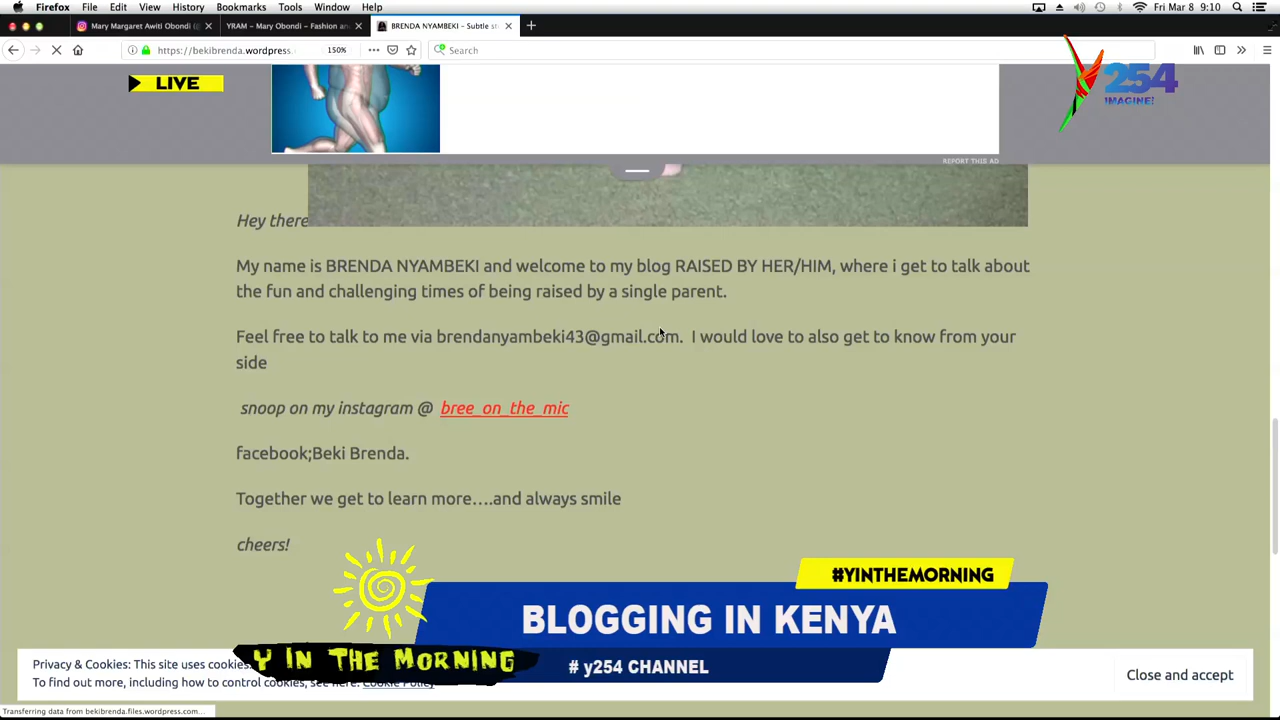 Firefox File Edit View History Bookmarks Tools Window Help Fri Mar 8 9:10
Mary Margaret Awiti Obondi (@ YRAM – Mary Obondi – Fashion an BRENDA NYAMBEKI – Subtle st
https://bekibrenda.wordpress 150% Search
LIVE
Y254
IMAGINE!
REPORT THIS AD
Hey there
My name is BRENDA NYAMBEKI and welcome to my blog RAISED BY HER/HIM, where i get to talk about
the fun and challenging times of being raised by a single parent.
Feel free to talk to me via brendanyambeki43@gmail.com. I would love to also get to know from your
side
snoop on my instagram @ bree_on_the_mic
facebook;Beki Brenda.
Together we get to learn more….and always smile
cheers!
#YINTHEMORNING
BLOGGING IN KENYA
Y IN THE MORNING
# y254 CHANNEL
Privacy & Cookies: This site uses cookies
To find out more, including how to control cookies, see here: Cookie Policy
Close and accept
Transferring data from bekibrenda.files.wordpress.com…